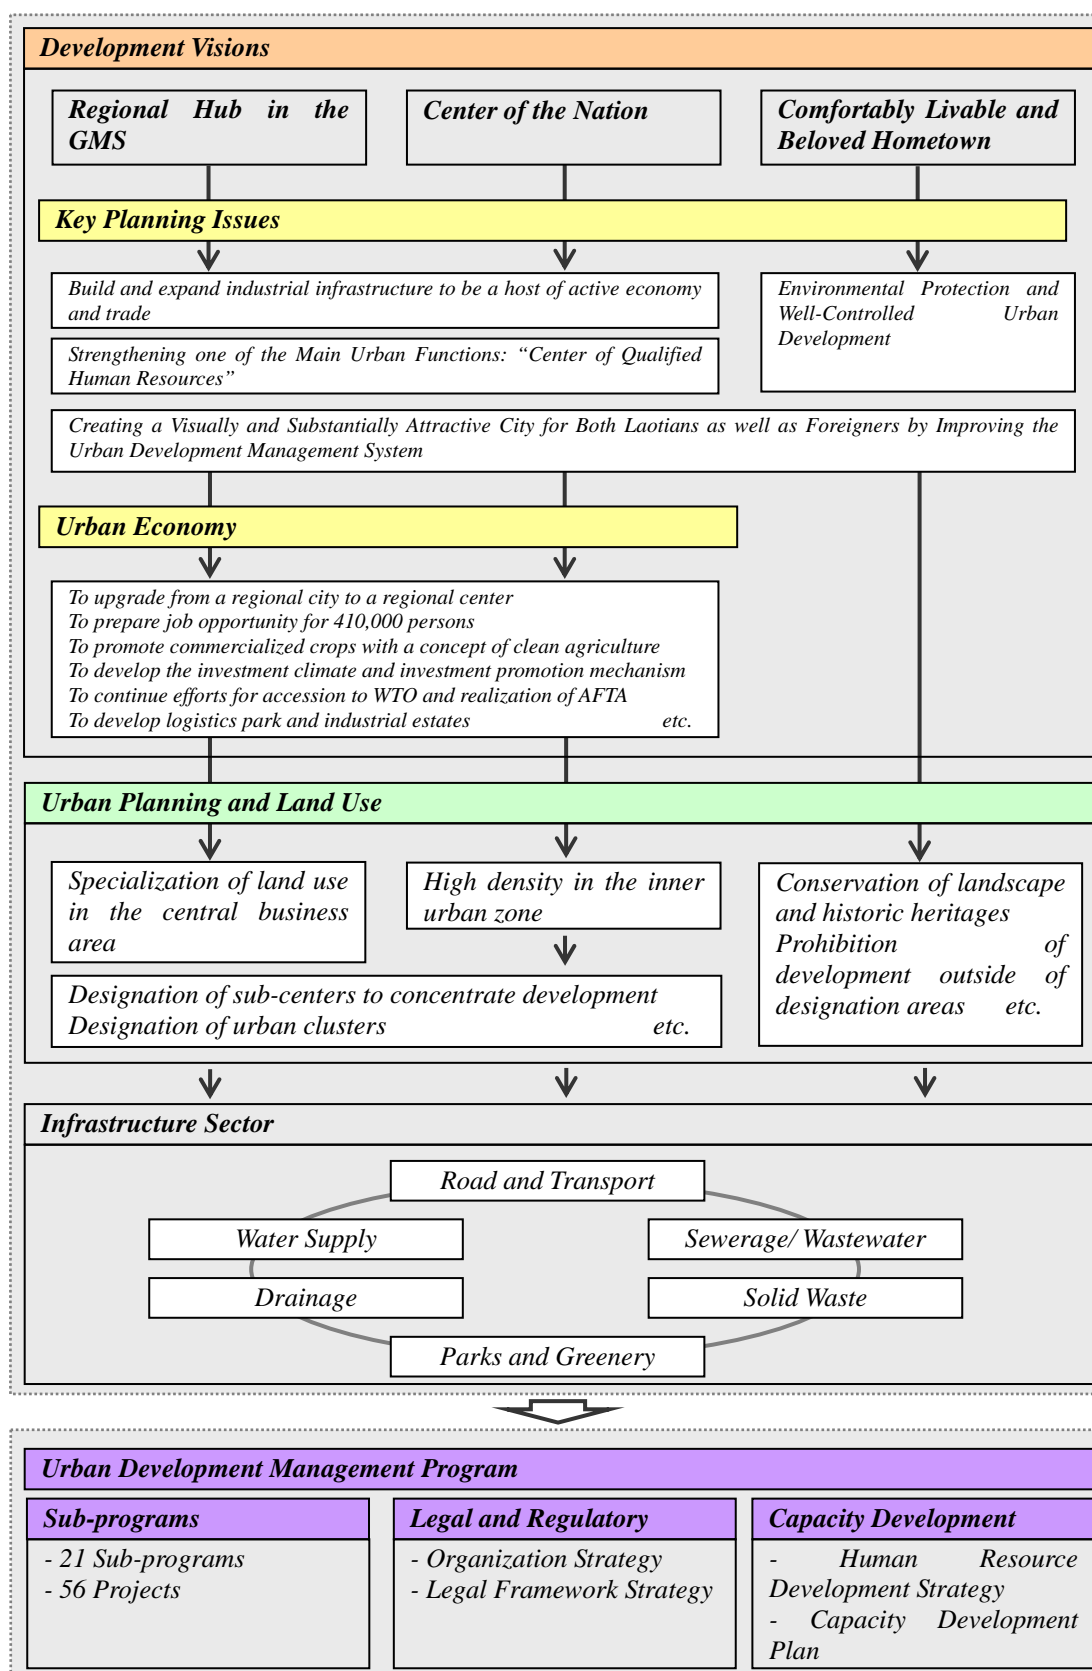 Development Visions
Regional Hub in the
GMS
Center of the Nation
Comfortably Livable and
Beloved Hometown
Key Planning Issues
Build and expand industrial infrastructure to be a host of active economy
and trade
Strengthening one of the Main Urban Functions: “Center of Qualified
Human Resources”
Environmental Protection and
Well-Controlled Urban
Development
Creating a Visually and Substantially Attractive City for Both Laotians as well as Foreigners by Improving the
Urban Development Management System
Urban Economy
To upgrade from a regional city to a regional center
To prepare job opportunity for 410,000 persons
To promote commercialized crops with a concept of clean agriculture
To develop the investment climate and investment promotion mechanism
To continue efforts for accession to WTO and realization of AFTA
To develop logistics park and industrial estates etc.
Urban Planning and Land Use
Specialization of land use
in the central business
area
High density in the inner
urban zone
Designation of sub-centers to concentrate development
Designation of urban clusters etc.
Conservation of landscape
and historic heritages
Prohibition of
development outside of
designation areas etc.
Infrastructure Sector
Road and Transport
Water Supply
Sewerage/ Wastewater
Drainage
Solid Waste
Parks and Greenery
Urban Development Management Program
Sub-programs
- 21 Sub-programs
- 56 Projects
Legal and Regulatory
- Organization Strategy
- Legal Framework Strategy
Capacity Development
- Human Resource
Development Strategy
- Capacity Development
Plan